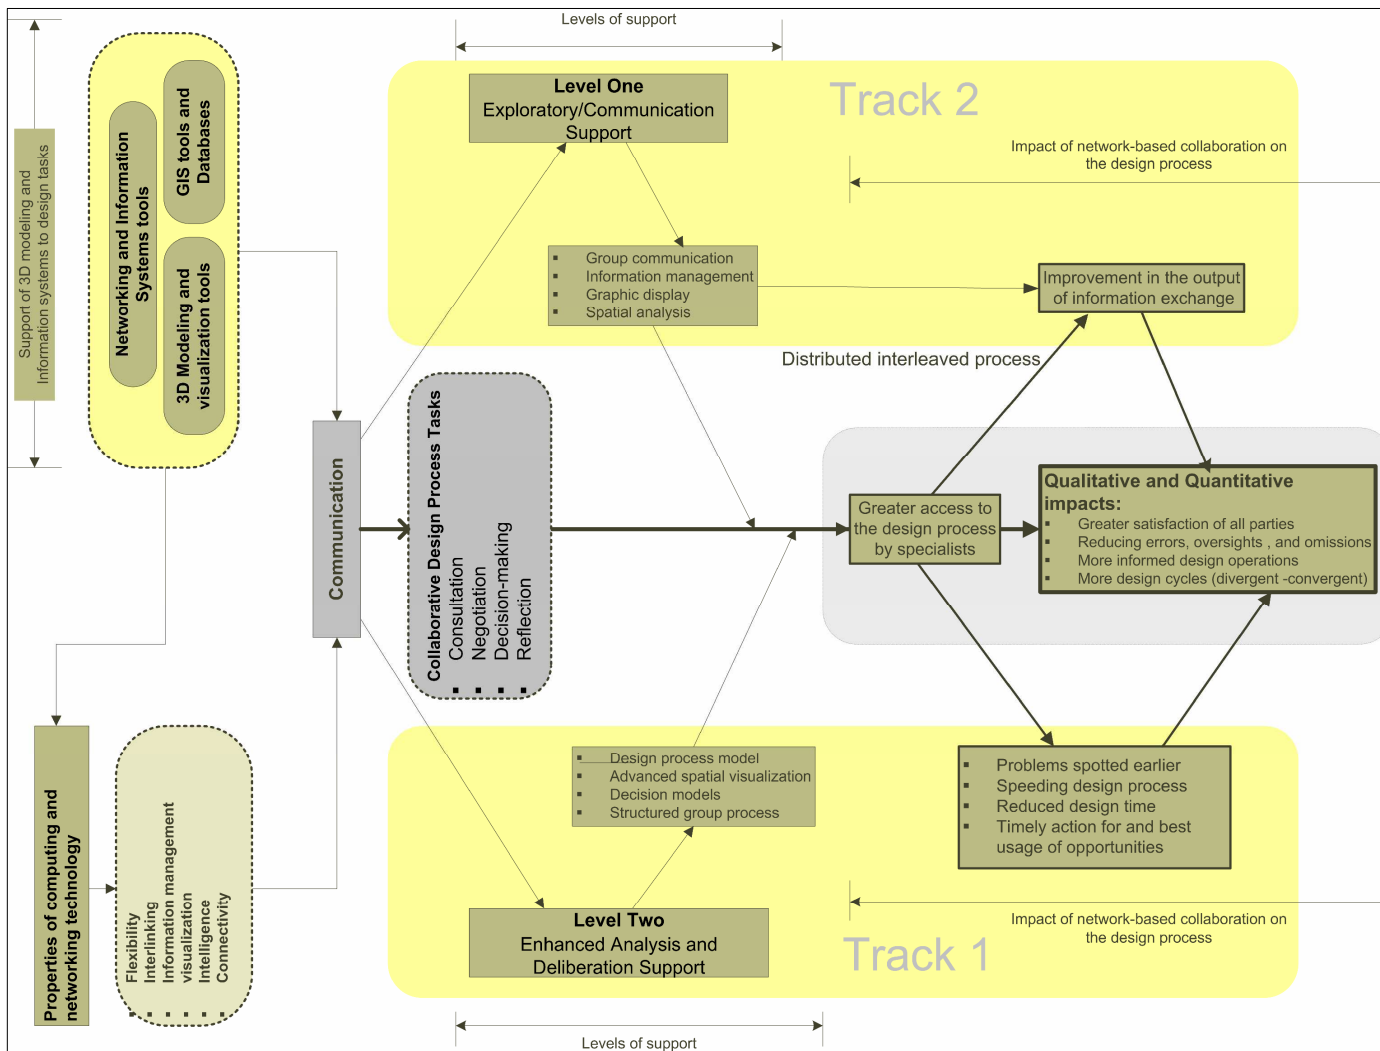 Levels of support
Support of 3D modeling and
Information systems to design tasks
Networking and Information
Systems tools
GIS tools and
Databases
3D Modeling and
visualization tools
Level One
Exploratory/Communication
Support
Track 2
Impact of network-based collaboration on
the design process
▪ Group communication
▪ Information management
▪ Graphic display
▪ Spatial analysis
Improvement in the output
of information exchange
Distributed interleaved process
Communication
Collaborative Design Process Tasks
▪ Consultation
▪ Negotiation
▪ Decision-making
▪ Reflection
Greater access to
the design process
by specialists
Qualitative and Quantitative
impacts:
▪ Greater satisfaction of all parties
▪ Reducing errors, oversights , and omissions
▪ More informed design operations
▪ More design cycles (divergent -convergent)
Properties of computing and
networking technology
▪ Flexibility
▪ Interlinking
▪ Information management
▪ visualization
▪ Intelligence
▪ Connectivity
▪ Design process model
▪ Advanced spatial visualization
▪ Decision models
▪ Structured group process
▪ Problems spotted earlier
▪ Speeding design process
▪ Reduced design time
▪ Timely action for and best
usage of opportunities
Level Two
Enhanced Analysis and
Deliberation Support
Track 1
Impact of network-based collaboration on
the design process
Levels of support